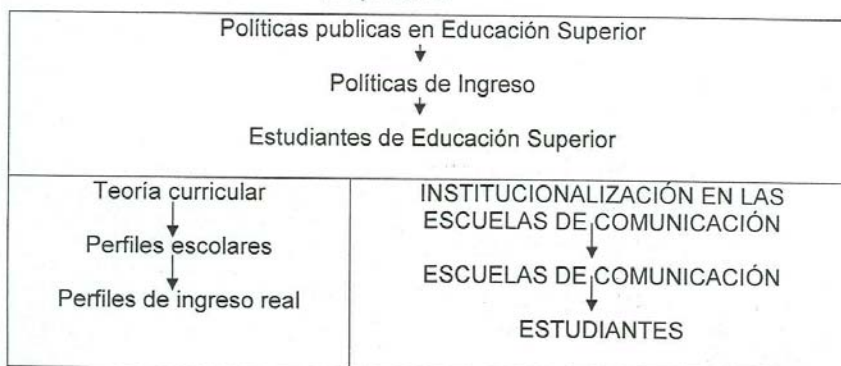 Políticas publicas en Educación Superior
Políticas de Ingreso
Estudiantes de Educación Superior
Teoría curricular
Perfiles escolares
Perfiles de ingreso real
INSTITUCIONALIZACIÓN EN LAS
ESCUELAS DE COMUNICACIÓN
ESCUELAS DE COMUNICACIÓN
ESTUDIANTES